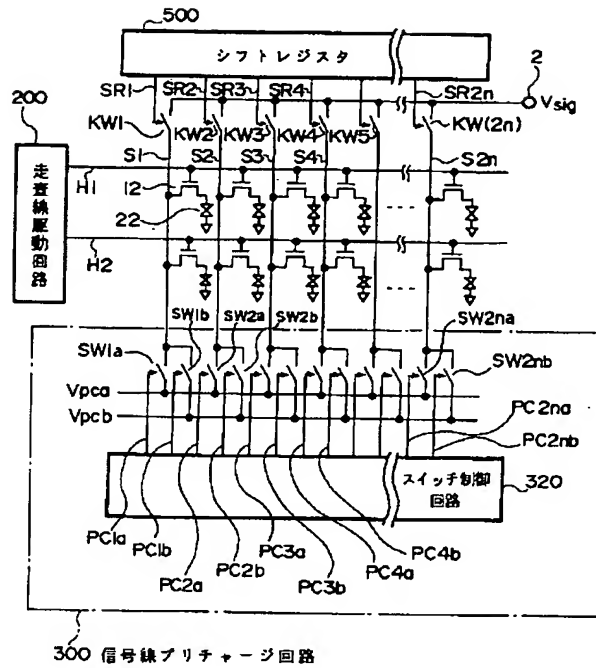 500
シフトレジスタ
SR1
SR2
SR3
SR4
SR2n
2
Vsig
200
KW1
KW2
KW3
KW4
KW5
KW(2n)
S1
S2
S3
S4
S2n
走査線駆動回路
H1
12
22
H2
SW1a
SW1b
SW2a
SW2b
SW2na
SW2nb
Vpca
Vpcb
PC2na
PC2nb
スイッチ制御
回路
320
PC1a
PC1b
PC2a
PC2b
PC3a
PC3b
PC4a
PC4b
300 信号線プリチャージ回路